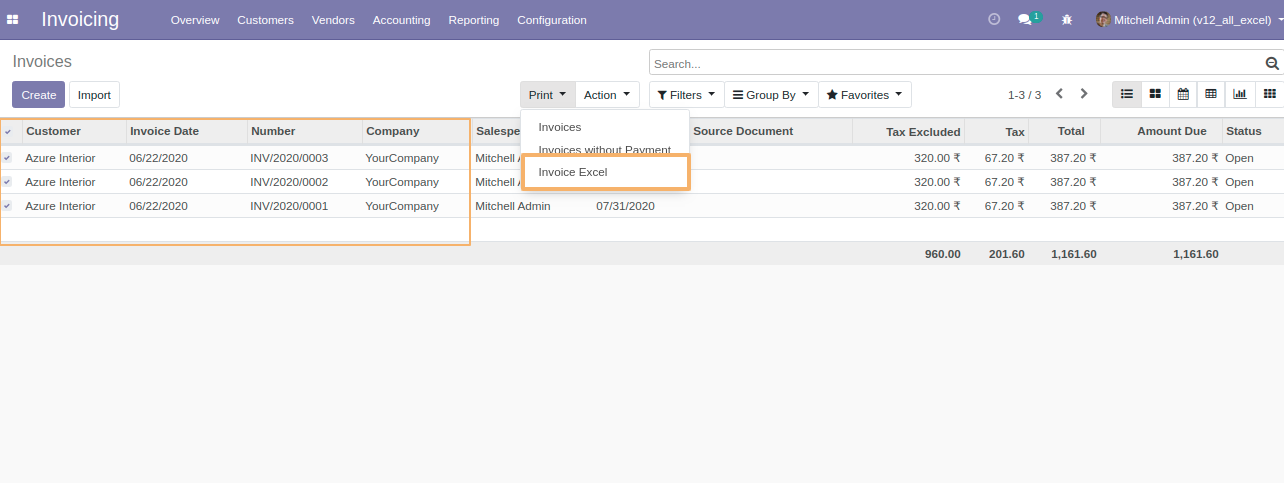 Invoicing Overview Customers Vendors Accounting Reporting Configuration 1 Mitchell Admin (v12_all_excel)
Invoices Search...
Create Import Print Action Filters Group By Favorites 1-3 / 3
Customer Invoice Date Number Company Salespe Source Document Tax Excluded Tax Total Amount Due Status
Invoices
Invoices without Payment
Invoice Excel
Azure Interior 06/22/2020 INV/2020/0003 YourCompany Mitchell A 320.00 ₹ 67.20 ₹ 387.20 ₹ 387.20 ₹ Open
Azure Interior 06/22/2020 INV/2020/0002 YourCompany Mitchell A 320.00 ₹ 67.20 ₹ 387.20 ₹ 387.20 ₹ Open
Azure Interior 06/22/2020 INV/2020/0001 YourCompany Mitchell Admin 07/31/2020 320.00 ₹ 67.20 ₹ 387.20 ₹ 387.20 ₹ Open
960.00 201.60 1,161.60 1,161.60